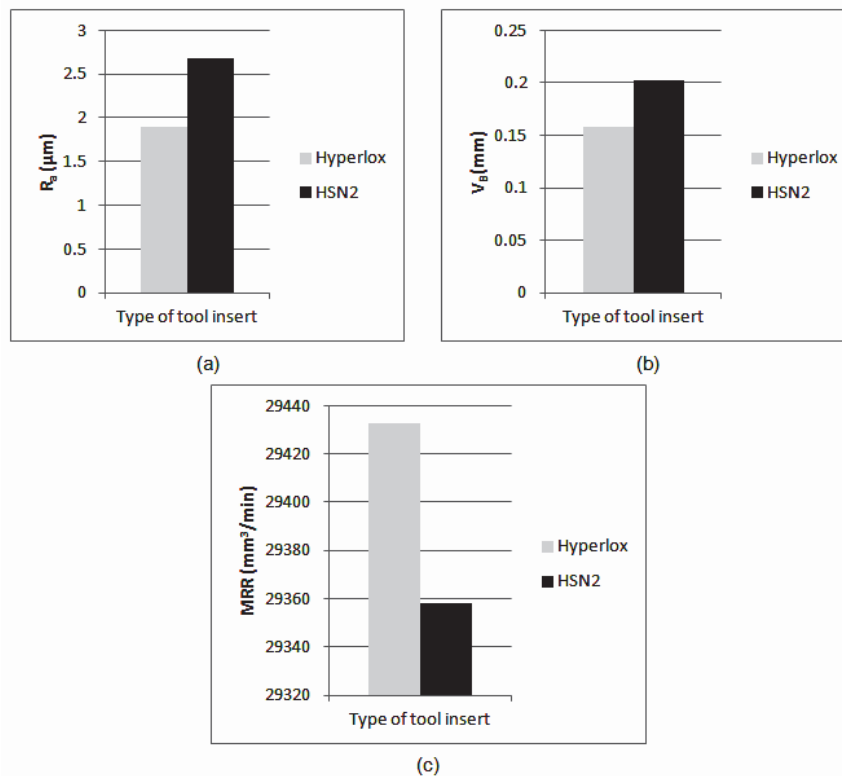 3
2.5
2
1.5
1
0.5
0
Rₐ (µm)
Type of tool insert
Hyperlox
HSN2
(a)
0.25
0.2
0.15
0.1
0.05
0
V_B(mm)
Type of tool insert
Hyperlox
HSN2
(b)
29440
29420
29400
29380
29360
29340
29320
MRR (mm³/min)
Type of tool insert
Hyperlox
HSN2
(c)